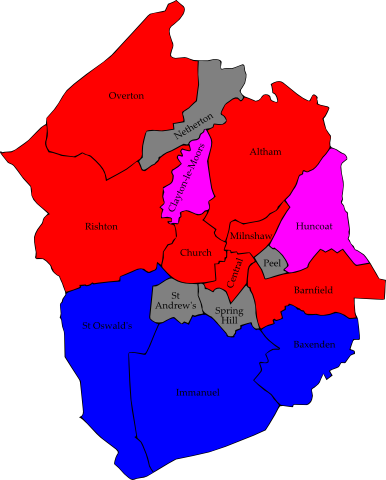 Overton
Netherton
Altham
Clayton-le-Moors
Rishton
Huncoat
Milnshaw
Church
Peel
Central
Barnfield
St
Andrew's
Spring
Hill
St Oswald's
Baxenden
Immanuel